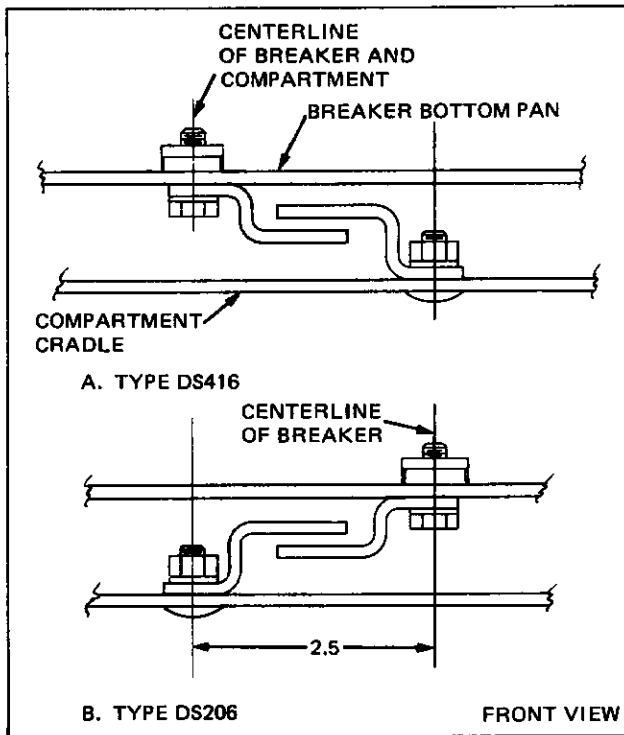 CENTERLINE
OF BREAKER AND
COMPARTMENT
BREAKER BOTTOM PAN
COMPARTMENT
CRADLE
A. TYPE DS416
CENTERLINE
OF BREAKER
2.5
B. TYPE DS206
FRONT VIEW